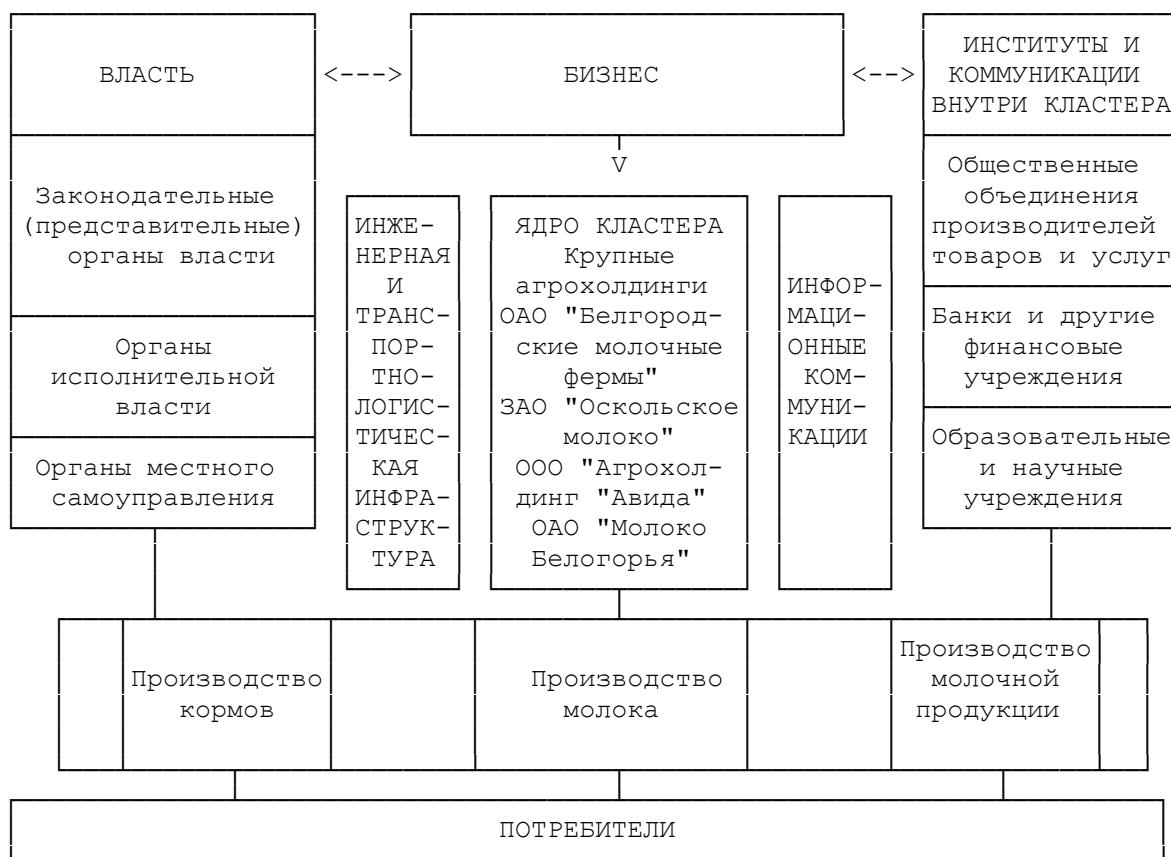 ВЛАСТЬ
<--->
БИЗНЕС
<-->
ИНСТИТУТЫ И
КОММУНИКАЦИИ
ВНУТРИ КЛАСТЕРА
V
Законодательные
(представительные)
органы власти
Органы
исполнительной
власти
Органы местного
самоуправления
ИНЖЕ-
НЕРНАЯ
И
ТРАНС-
ПОР-
ТНО-
ЛОГИС-
ТИЧЕС-
КАЯ
ИНФРА-
СТРУК-
ТУРА
ЯДРО КЛАСТЕРА
Крупные
агрохолдинги
ОАО "Белгород-
ские молочные
фермы"
ЗАО "Оскольское
молоко"
ООО "Агрохол-
динг "Авида"
ОАО "Молоко
Белогорья"
ИНФОР-
МАЦИ-
ОННЫЕ
КОМ-
МУНИ-
КАЦИИ
Общественные
объединения
производителей
товаров и услуг
Банки и другие
финансовые
учреждения
Образовательные
и научные
учреждения
Производство
кормов
Производство
молока
Производство
молочной
продукции
ПОТРЕБИТЕЛИ